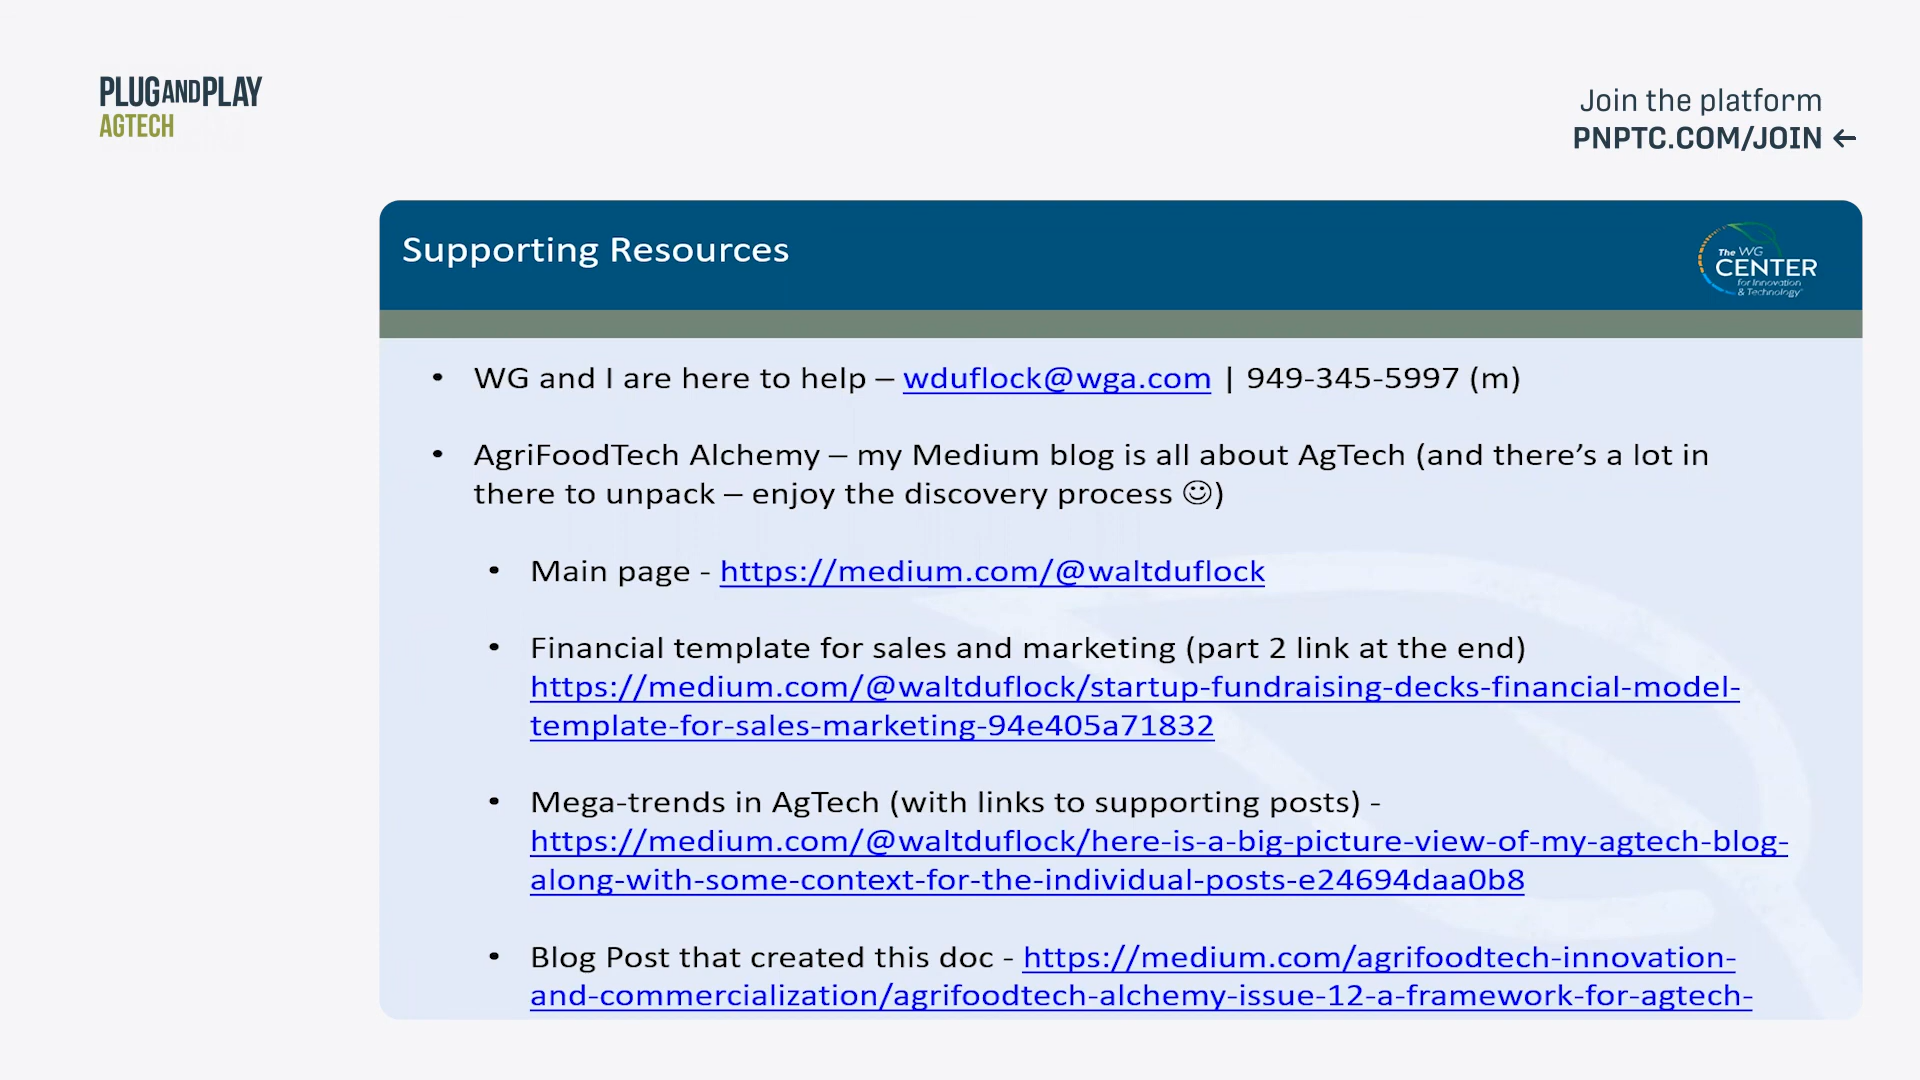 PLUGANDPLAY
AGTECH
Join the platform
PNPTC.COM/JOIN ←
Supporting Resources
The WG
CENTER
for Innovation
& Technology
• WG and I are here to help – wduflock@wga.com | 949-345-5997 (m)
• AgriFoodTech Alchemy – my Medium blog is all about AgTech (and there’s a lot in
there to unpack – enjoy the discovery process ☺)
• Main page - https://medium.com/@waltduflock
• Financial template for sales and marketing (part 2 link at the end)
https://medium.com/@waltduflock/startup-fundraising-decks-financial-model-
template-for-sales-marketing-94e405a71832
• Mega-trends in AgTech (with links to supporting posts) -
https://medium.com/@waltduflock/here-is-a-big-picture-view-of-my-agtech-blog-
along-with-some-context-for-the-individual-posts-e24694daa0b8
• Blog Post that created this doc - https://medium.com/agrifoodtech-innovation-
and-commercialization/agrifoodtech-alchemy-issue-12-a-framework-for-agtech-